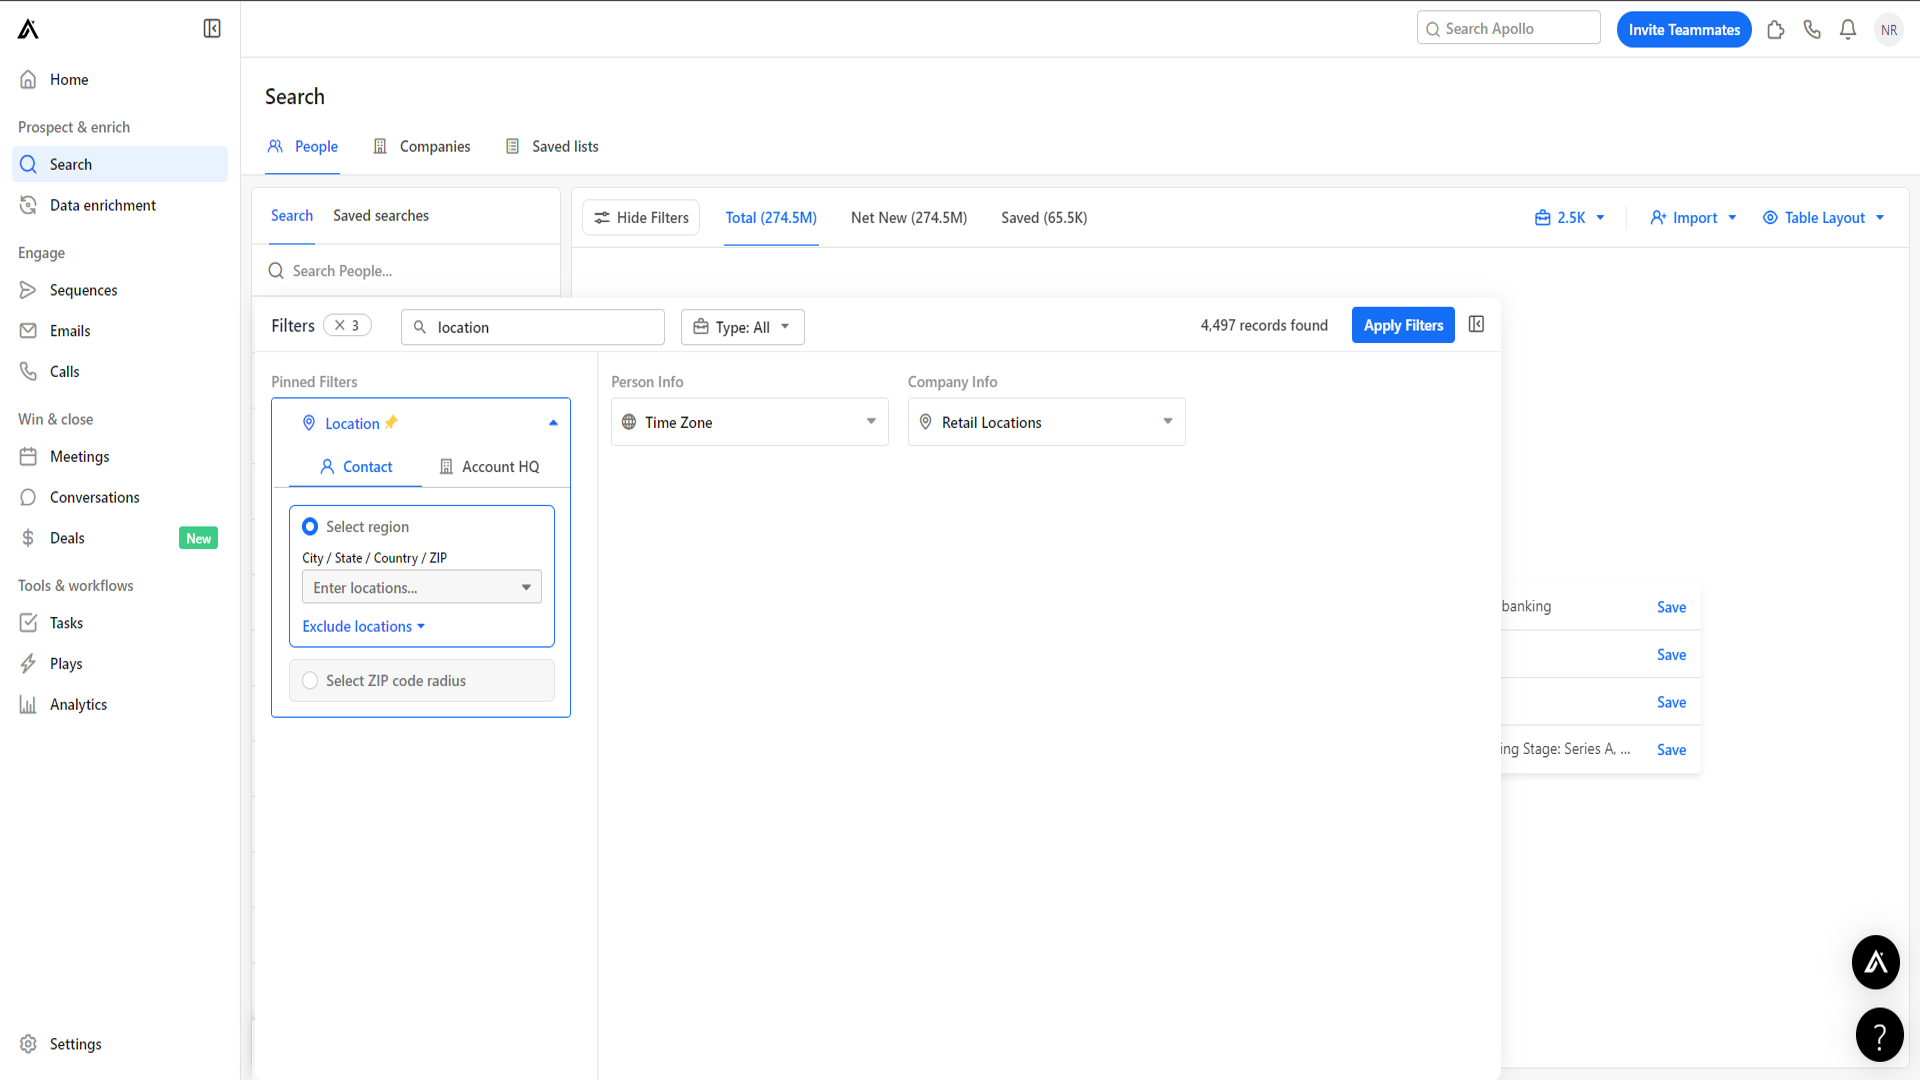 Search Apollo
Invite Teammates
NR
Home
Prospect & enrich
Search
Data enrichment
Engage
Sequences
Emails
Calls
Win & close
Meetings
Conversations
Deals
New
Tools & workflows
Tasks
Plays
Analytics
Settings
Search
People
Companies
Saved lists
Search
Saved searches
Search People...
Hide Filters
Total (274.5M)
Net New (274.5M)
Saved (65.5K)
2.5K
Import
Table Layout
Filters
3
location
Type: All
4,497 records found
Apply Filters
Pinned Filters
Location
Contact
Account HQ
Select region
City / State / Country / ZIP
Enter locations...
Exclude locations
Select ZIP code radius
Person Info
Time Zone
Company Info
Retail Locations
banking
Save
Save
Save
ing Stage: Series A, ...
Save
?